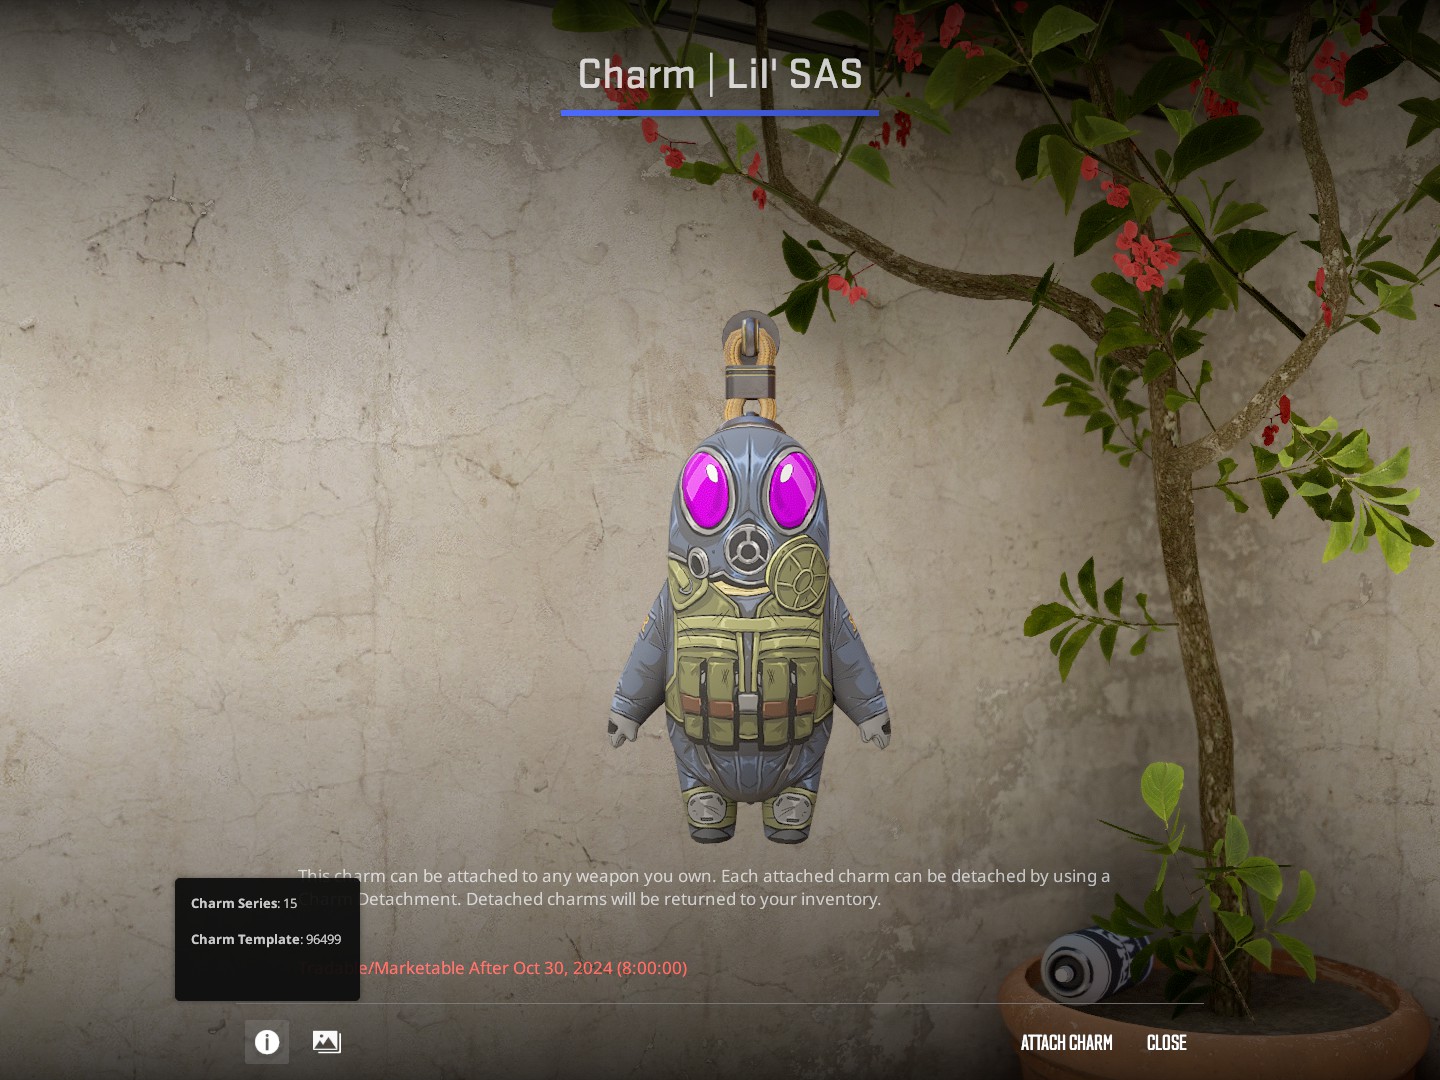 Charm | Lil' SAS
This charm can be attached to any weapon you own. Each attached charm can be detached by using a
Charm Detachment. Detached charms will be returned to your inventory.
Charm Series: 15
Charm Template: 96499
Tradable/Marketable After Oct 30, 2024 (8:00:00)
ATTACH CHARM
CLOSE